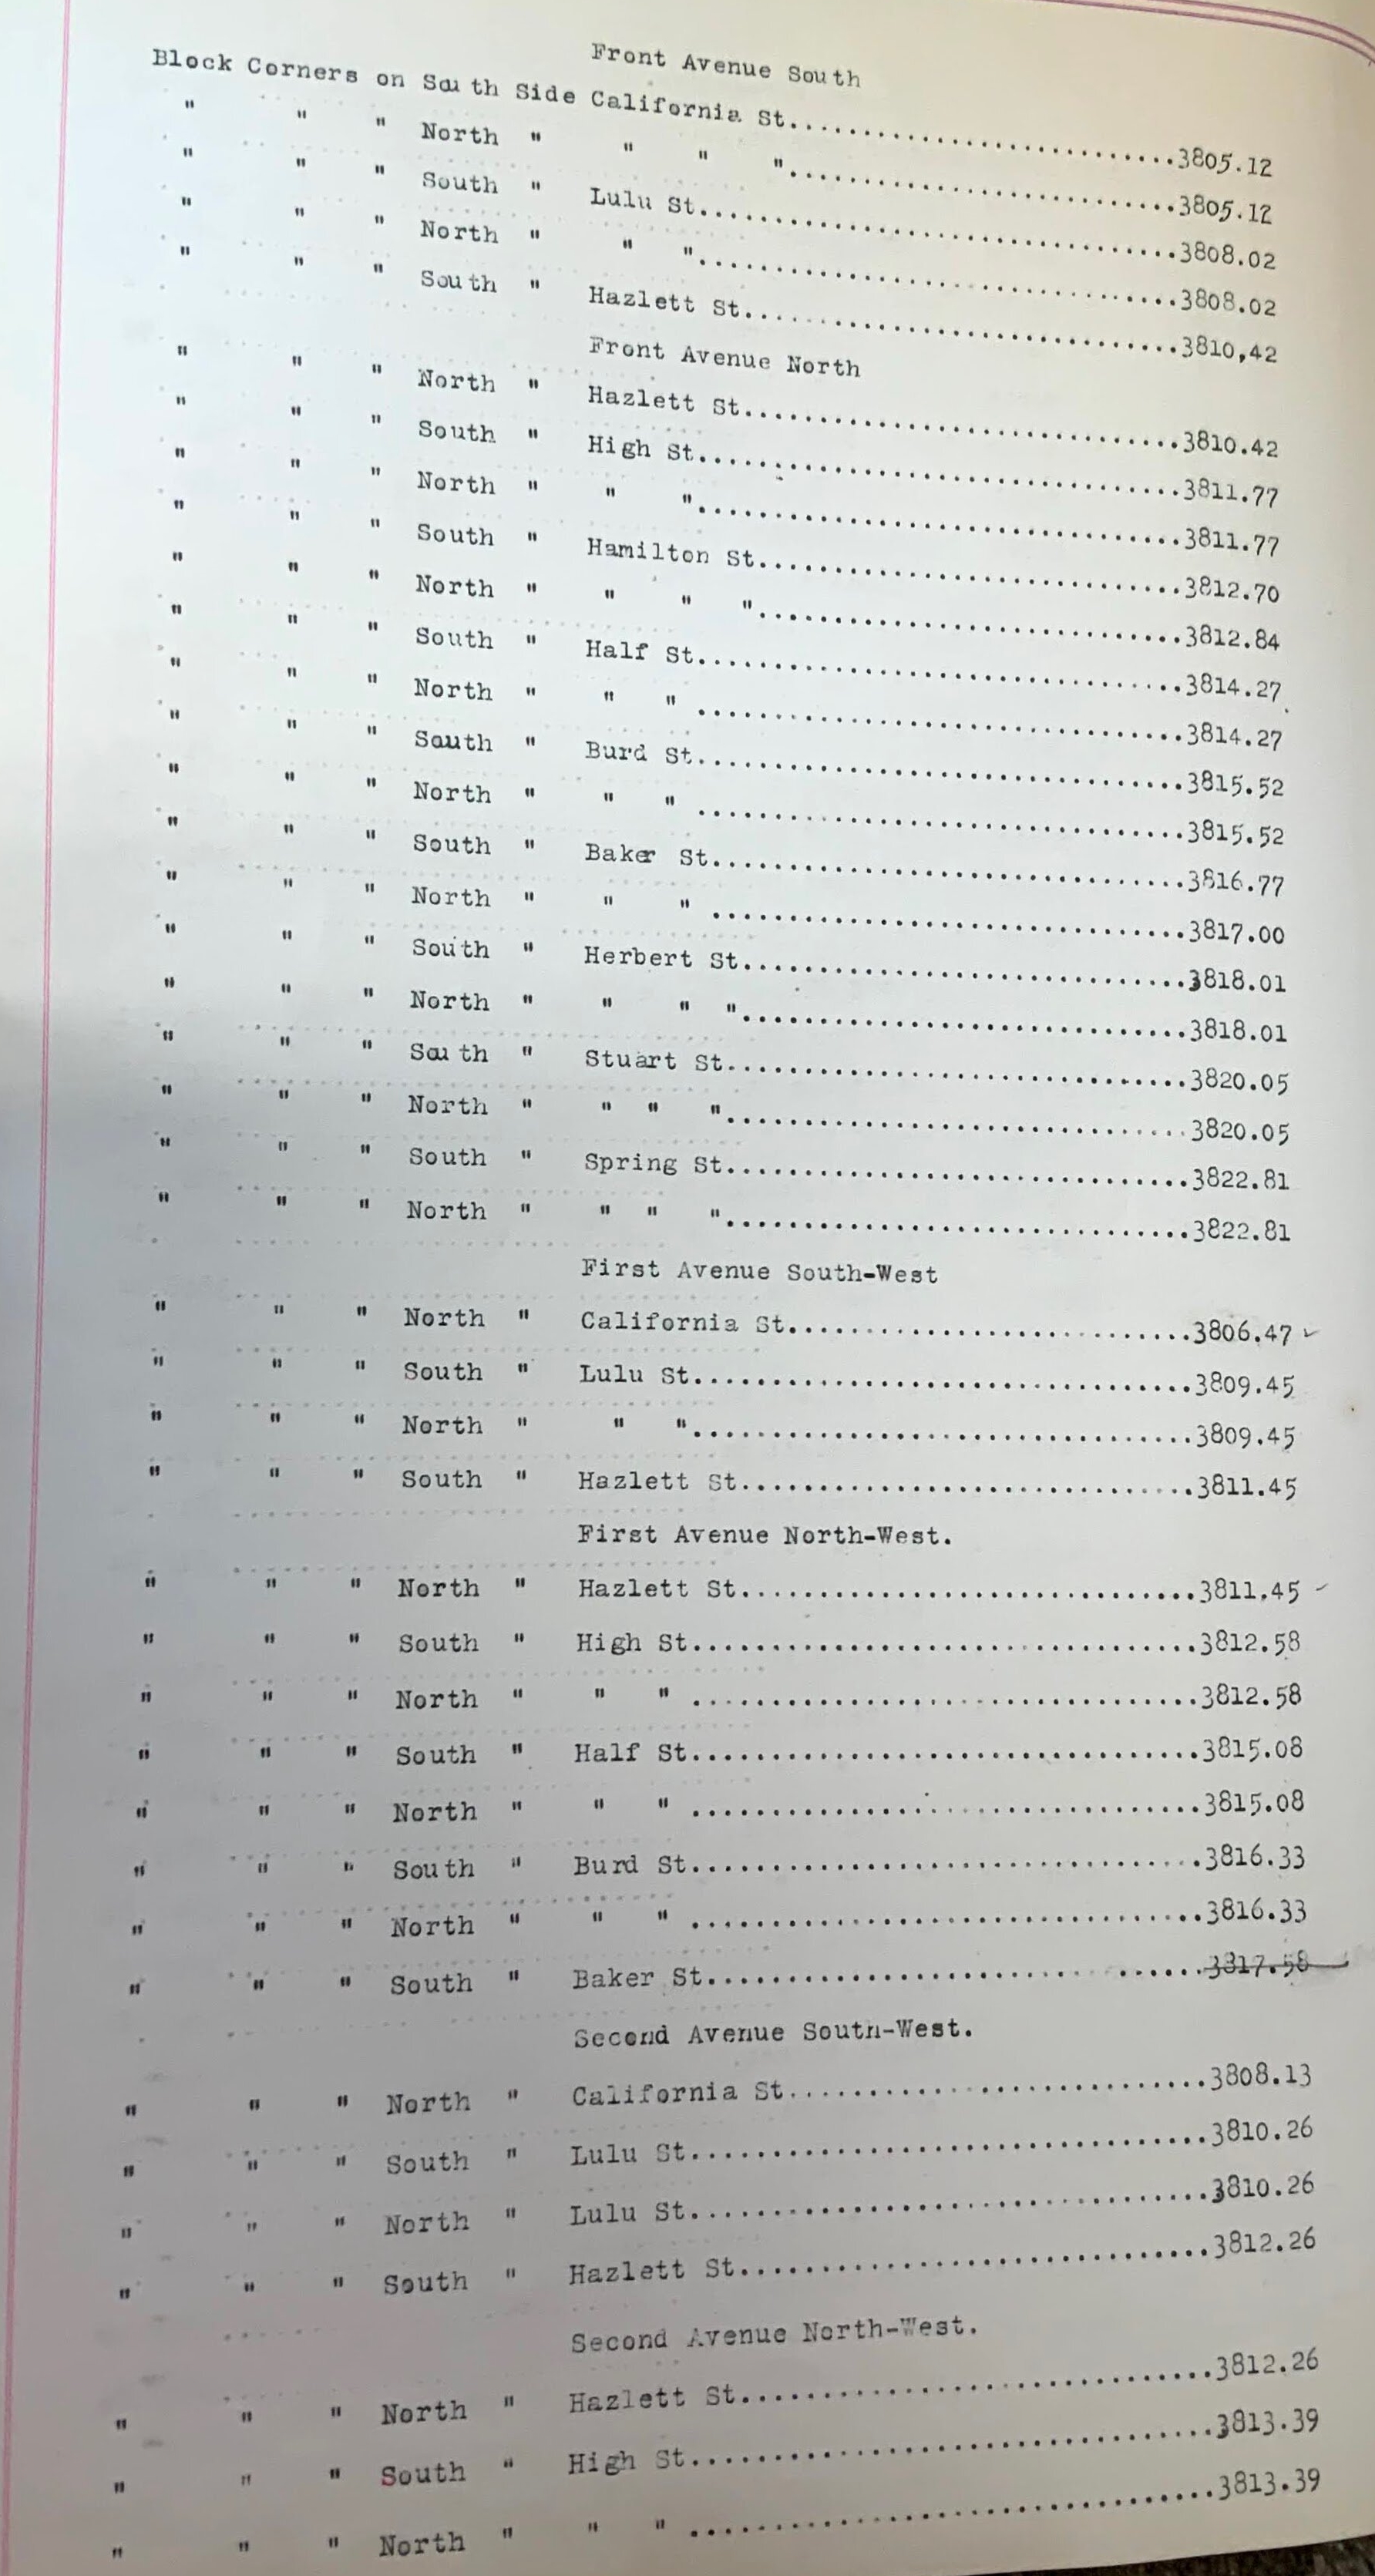 Front Avenue South
Block Corners on South Side California St..............................3805.12
" " " North " " " "..............................3805.12
" " " South " Lulu St..............................3808.02
" " " North " " "..............................3808.02
" " " South " Hazlett St..............................3810,42
Front Avenue North
" " " North " Hazlett St..............................3810.42
" " " South " High St..............................3811.77
" " " North " " "..............................3811.77
" " " South " Hamilton St..............................3812.70
" " " North " " " "..............................3812.84
" " " South " Half St..............................3814.27
" " " North " " " ..............................3814.27
" " " South " Burd St..............................3815.52
" " " North " " " ..............................3815.52
" " " South " Baker St..............................3816.77
" " " North " " " ..............................3817.00
" " " South " Herbert St..............................3818.01
" " " North " " " "..............................3818.01
" " " South " Stuart St..............................3820.05
" " " North " " " "..............................3820.05
" " " South " Spring St..............................3822.81
" " " North " " " "..............................3822.81
First Avenue South-West
" " " North " California St..............................3806.47
" " " South " Lulu St..............................3809.45
" " " North " " "..............................3809.45
" " " South " Hazlett St..............................3811.45
First Avenue North-West.
" " " North " Hazlett St..............................3811.45
" " " South " High St..............................3812.58
" " " North " " " ..............................3812.58
" " " South " Half St..............................3815.08
" " " North " " " ..............................3815.08
" " " South " Burd St..............................3816.33
" " " North " " " ..............................3816.33
" " " South " Baker St..............................3817.58
Second Avenue South-West.
" " " North " California St..............................3808.13
" " " South " Lulu St..............................3810.26
" " " North " Lulu St..............................3810.26
" " " South " Hazlett St..............................3812.26
Second Avenue North-West.
" " " North " Hazlett St..............................3812.26
" " " South " High St..............................3813.39
" " " North " " " ..............................3813.39